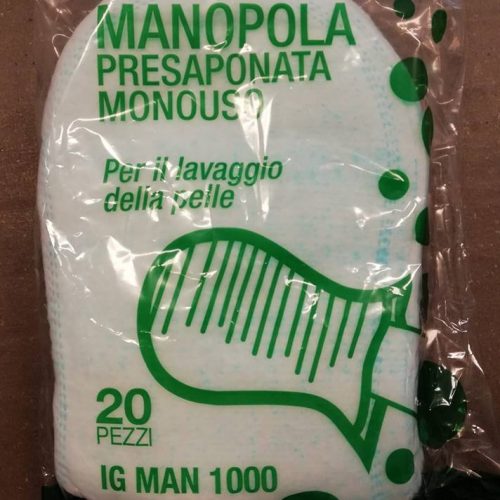 MANOPOLA
PRESAPONATA
MONOUSO
Per il lavaggio
della pelle
20
PEZZI
IG MAN 1000